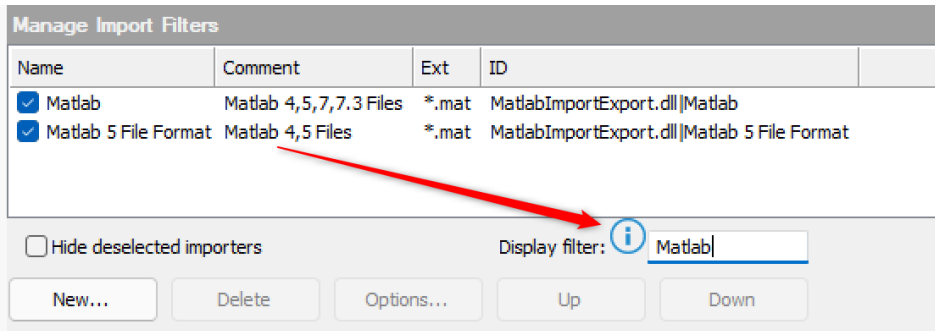 Manage Import Filters
Name Comment Ext ID
Matlab Matlab 4,5,7,7.3 Files *.mat MatlabImportExport.dll|Matlab
Matlab 5 File Format Matlab 4,5 Files *.mat MatlabImportExport.dll|Matlab 5 File Format
Hide deselected importers Display filter: i Matlab
New... Delete Options... Up Down